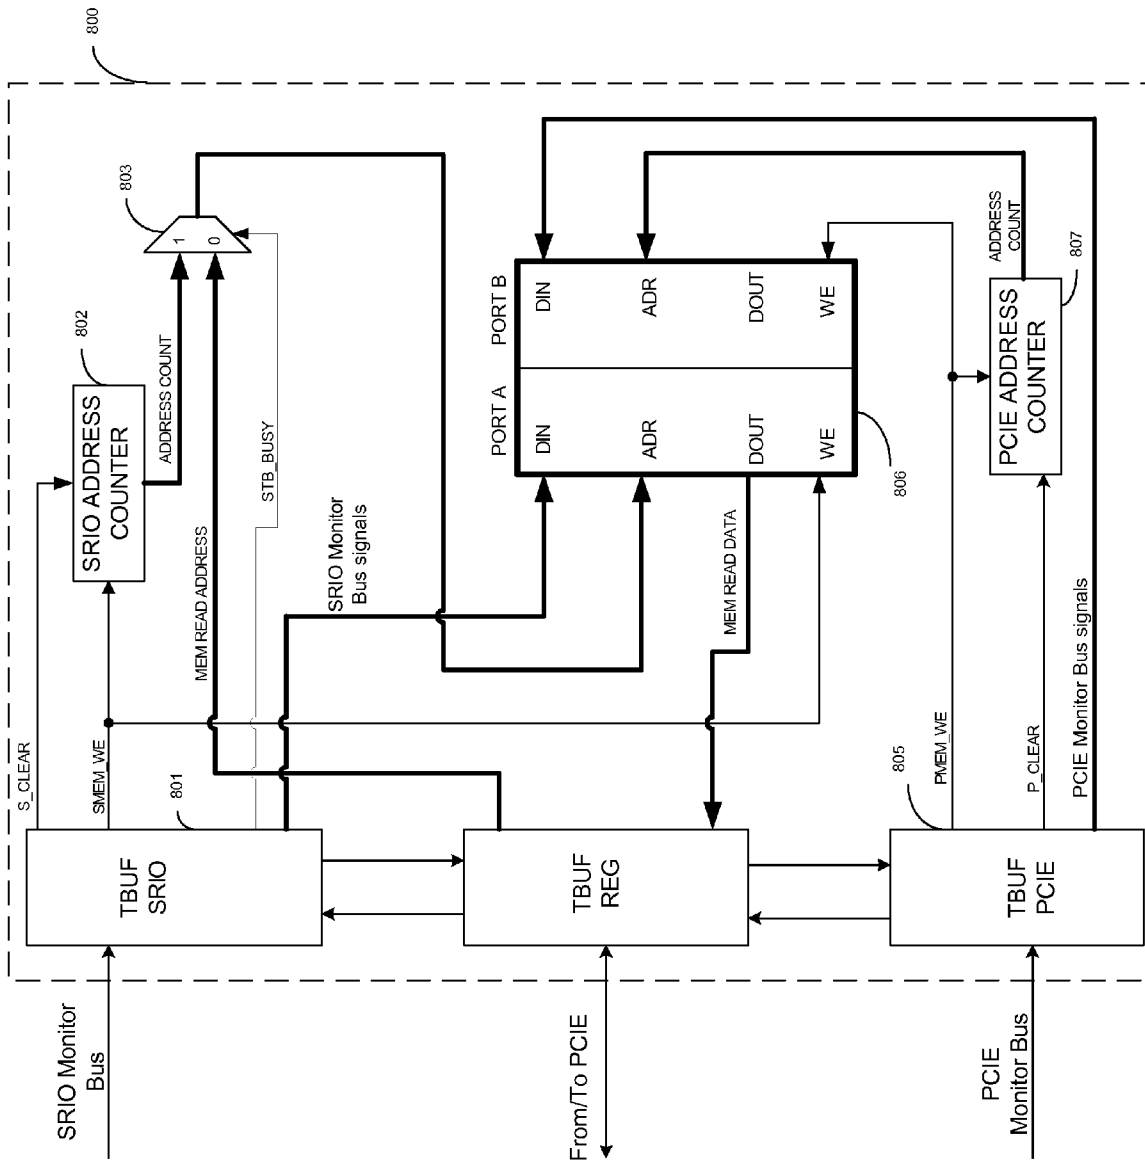 800
803
1
0
802
SRIO ADDRESS
COUNTER
ADDRESS COUNT
STB_BUSY
MEM READ ADDRESS
S_CLEAR
SMEM_WE
801
TBUF
SRIO
SRIO Monitor
Bus
SRIO Monitor
Bus signals
PORT A
PORT B
DIN
ADR
DOUT
WE
DIN
ADR
DOUT
WE
806
MEM READ DATA
TBUF
REG
From/To PCIE
ADDRESS
COUNT
807
PCIE ADDRESS
COUNTER
805
PMEM_WE
P_CLEAR
PCIE Monitor Bus signals
TBUF
PCIE
PCIE
Monitor Bus